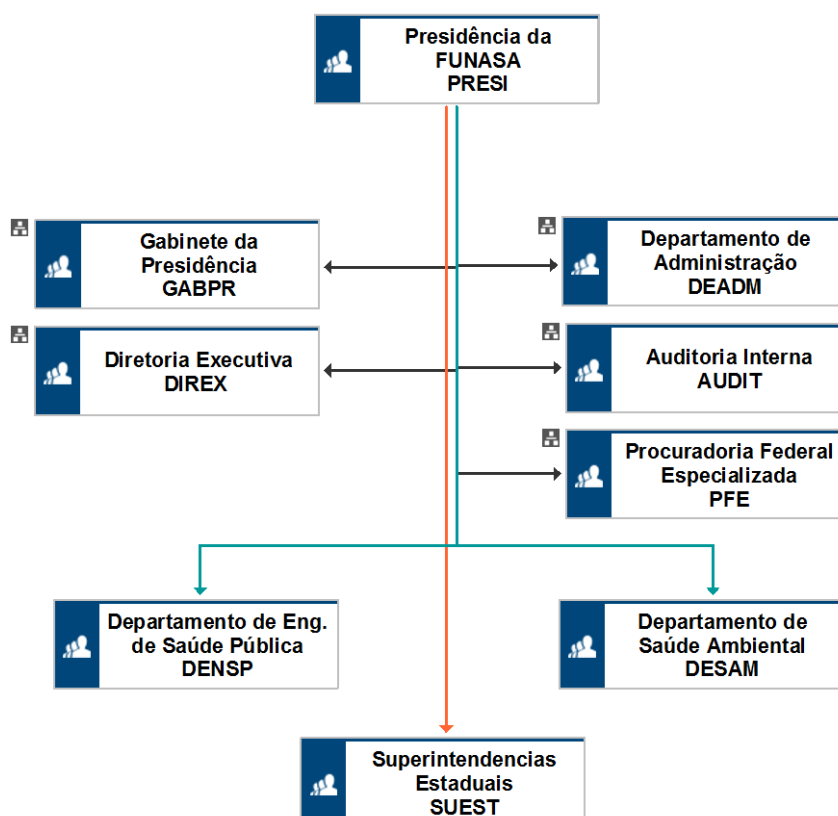 Presidência da
FUNASA
PRESI
Gabinete da
Presidência
GABPR
Departamento de
Administração
DEADM
Diretoria Executiva
DIREX
Auditoria Interna
AUDIT
Procuradoria Federal
Especializada
PFE
Departamento de Eng.
de Saúde Pública
DENSP
Departamento de
Saúde Ambiental
DESAM
Superintendencias
Estaduais
SUEST